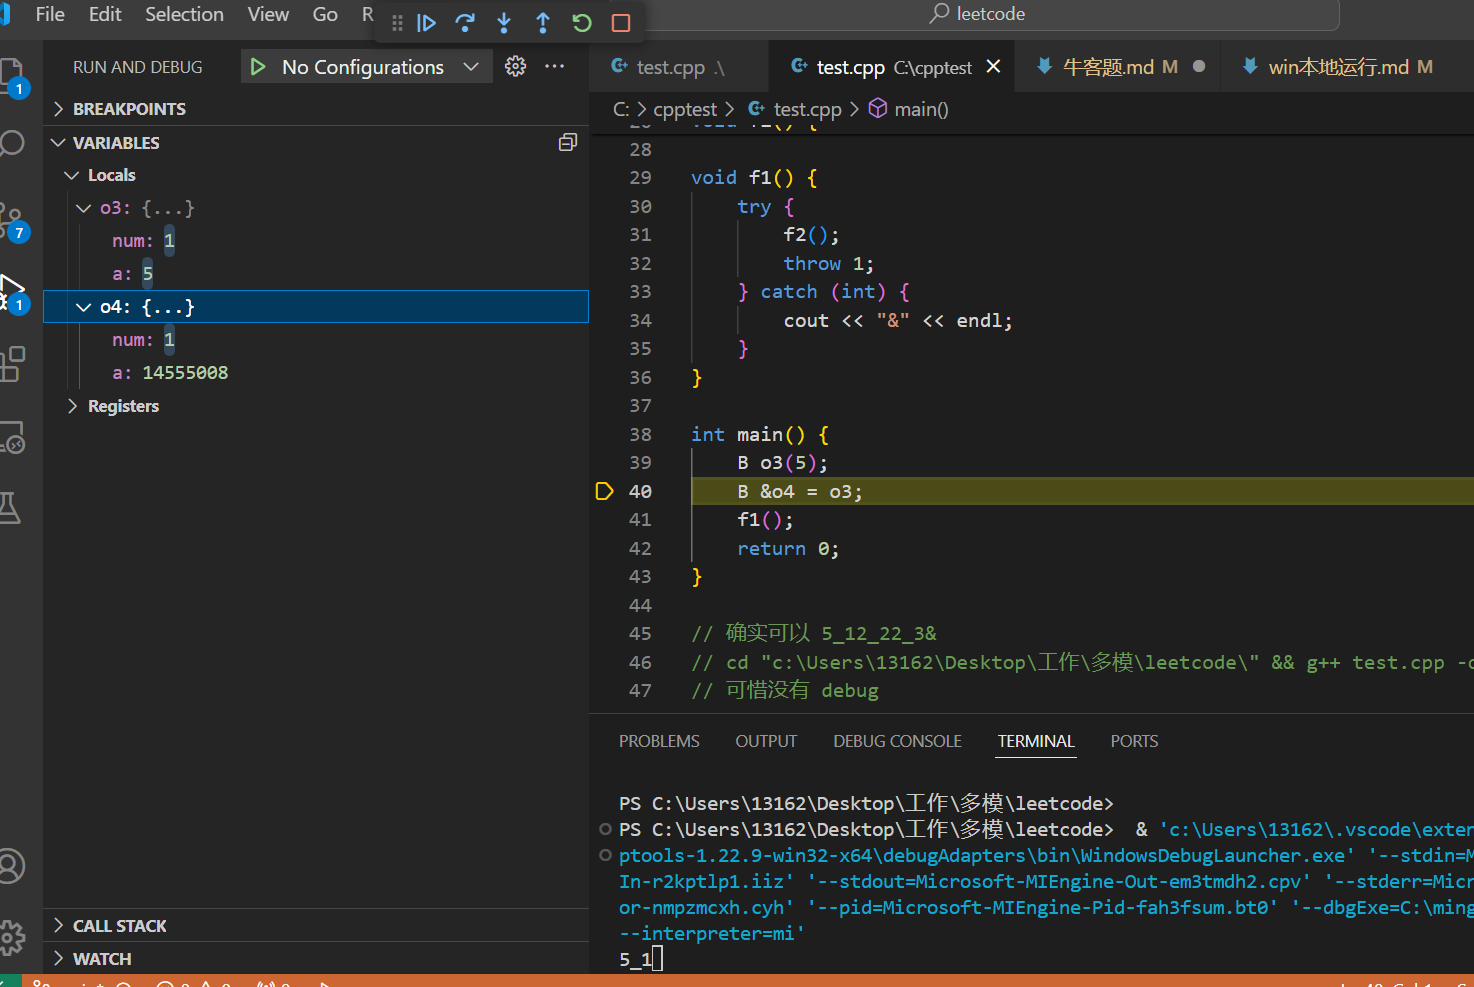 File Edit Selection View Go R
leetcode
RUN AND DEBUG No Configurations
test.cpp .\ test.cpp C:\cpptest 牛客题.md M win本地运行.md M
C: > cpptest > test.cpp > main()
BREAKPOINTS
VARIABLES
Locals
o3: {...}
num: 1
a: 5
o4: {...}
num: 1
a: 14555008
Registers
CALL STACK
WATCH
1
7
1
28
29 void f1() {
30 try {
31 f2();
32 throw 1;
33 } catch (int) {
34 cout << "&" << endl;
35 }
36 }
37
38 int main() {
39 B o3(5);
40 B &o4 = o3;
41 f1();
42 return 0;
43 }
44
45 // 确实可以 5_12_22_3&
46 // cd "c:\Users\13162\Desktop\工作\多模\leetcode\" && g++ test.cpp -o
47 // 可惜没有 debug
PROBLEMS OUTPUT DEBUG CONSOLE TERMINAL PORTS
PS C:\Users\13162\Desktop\工作\多模\leetcode>
PS C:\Users\13162\Desktop\工作\多模\leetcode> & 'c:\Users\13162\.vscode\exten
ptools-1.22.9-win32-x64\debugAdapters\bin\WindowsDebugLauncher.exe' '--stdin=M
In-r2kptlp1.iiz' '--stdout=Microsoft-MIEngine-Out-em3tmdh2.cpv' '--stderr=Micr
or-nmpzmcxh.cyh' '--pid=Microsoft-MIEngine-Pid-fah3fsum.bt0' '--dbgExe=C:\ming
--interpreter=mi'
5_1